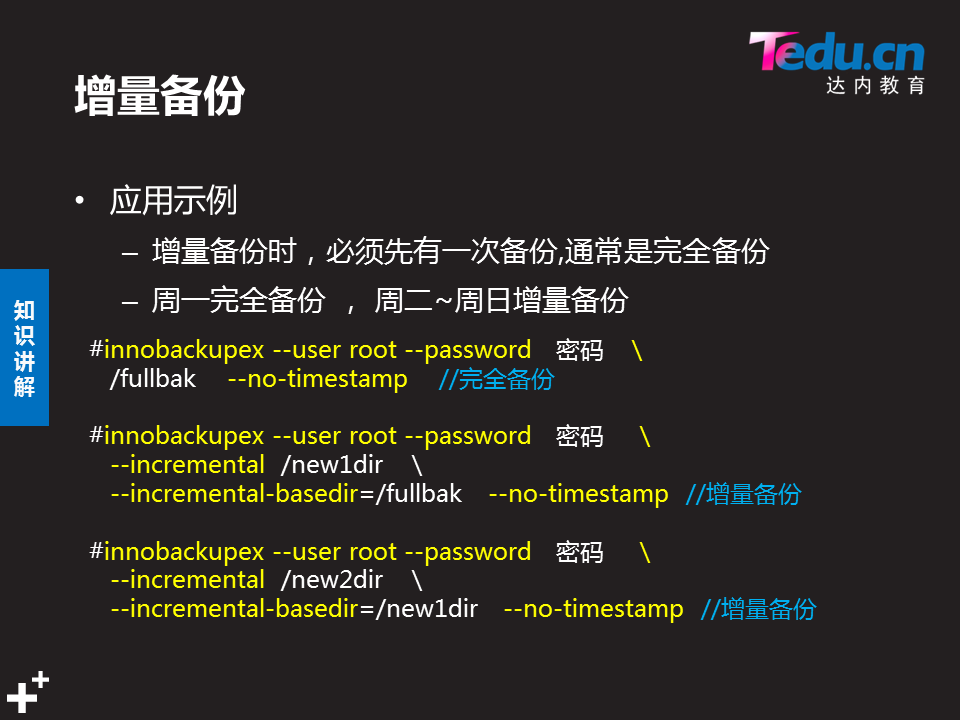 Tedu.cn
达内教育
增量备份
• 应用示例
– 增量备份时，必须先有一次备份,通常是完全备份
– 周一完全备份 ， 周二~周日增量备份
知识讲解
#innobackupex --user root --password 密码 \
/fullbak --no-timestamp //完全备份
#innobackupex --user root --password 密码 \
--incremental /new1dir \
--incremental-basedir=/fullbak --no-timestamp //增量备份
#innobackupex --user root --password 密码 \
--incremental /new2dir \
--incremental-basedir=/new1dir --no-timestamp //增量备份